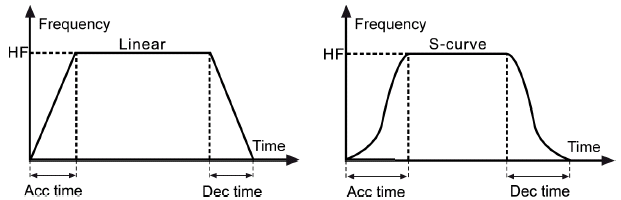 Frequency
HF
Linear
Time
Acc time
Dec time
Frequency
HF
S-curve
Time
Acc time
Dec time